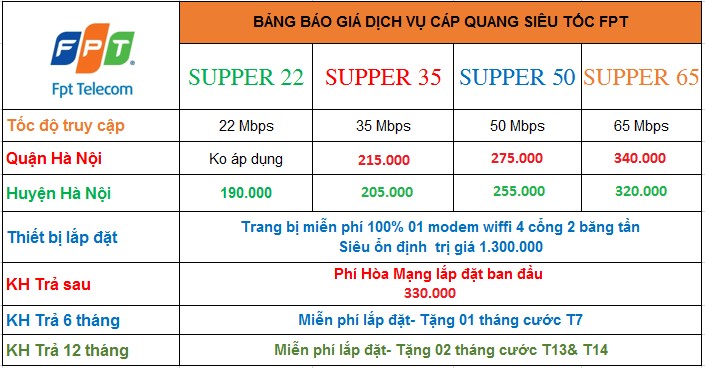 BẢNG BÁO GIÁ DỊCH VỤ CÁP QUANG SIÊU TỐC FPT
FPT
Fpt Telecom
SUPPER 22 SUPPER 35 SUPPER 50 SUPPER 65
Tốc độ truy cập 22 Mbps 35 Mbps 50 Mbps 65 Mbps
Quận Hà Nội Ko áp dụng 215.000 275.000 340.000
Huyện Hà Nội 190.000 205.000 255.000 320.000
Thiết bị lắp đặt Trang bị miễn phí 100% 01 modem wiffi 4 cổng 2 băng tần
Siêu ổn định trị giá 1.300.000
KH Trả sau Phí Hòa Mạng lắp đặt ban đầu
330.000
KH Trả 6 tháng Miễn phí lắp đặt- Tặng 01 tháng cước T7
KH Trả 12 tháng Miễn phí lắp đặt- Tặng 02 tháng cước T13& T14